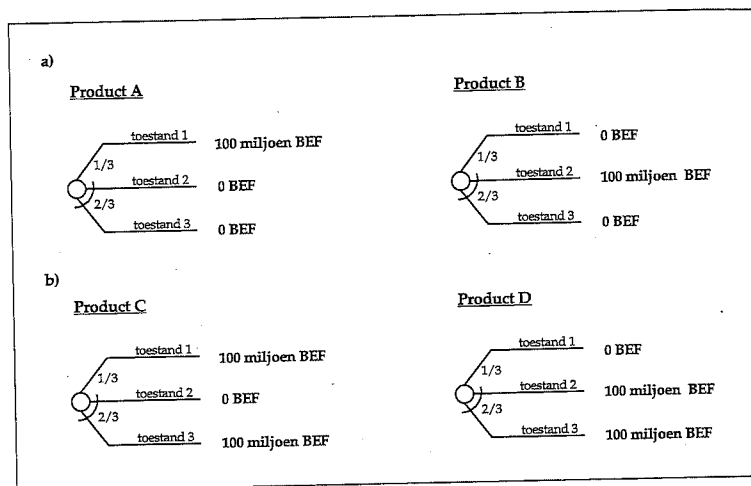 a)
Product A
Product B
toestand 1 100 miljoen BEF
1/3
toestand 2 0 BEF
2/3
toestand 3 0 BEF
toestand 1 0 BEF
1/3
toestand 2 100 miljoen BEF
2/3
toestand 3 0 BEF
b)
Product C
Product D
toestand 1 100 miljoen BEF
1/3
toestand 2 0 BEF
2/3
toestand 3 100 miljoen BEF
toestand 1 0 BEF
1/3
toestand 2 100 miljoen BEF
2/3
toestand 3 100 miljoen BEF